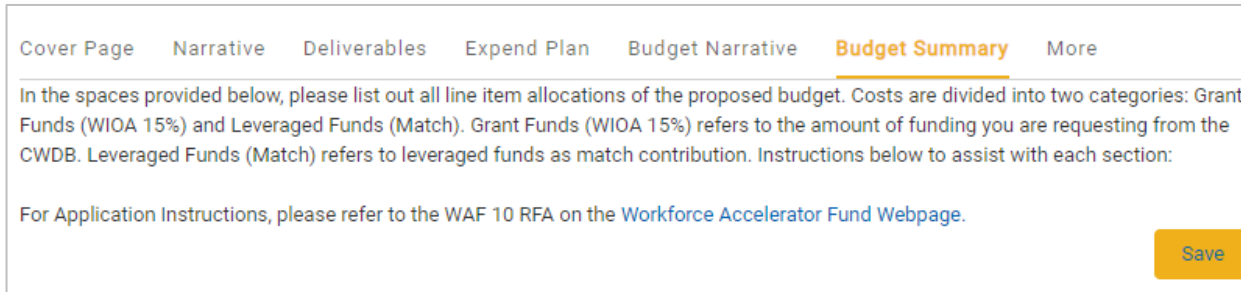 Cover Page Narrative Deliverables Expend Plan Budget Narrative Budget Summary More
In the spaces provided below, please list out all line item allocations of the proposed budget. Costs are divided into two categories: Grant
Funds (WIOA 15%) and Leveraged Funds (Match). Grant Funds (WIOA 15%) refers to the amount of funding you are requesting from the
CWDB. Leveraged Funds (Match) refers to leveraged funds as match contribution. Instructions below to assist with each section:
For Application Instructions, please refer to the WAF 10 RFA on the Workforce Accelerator Fund Webpage.
Save